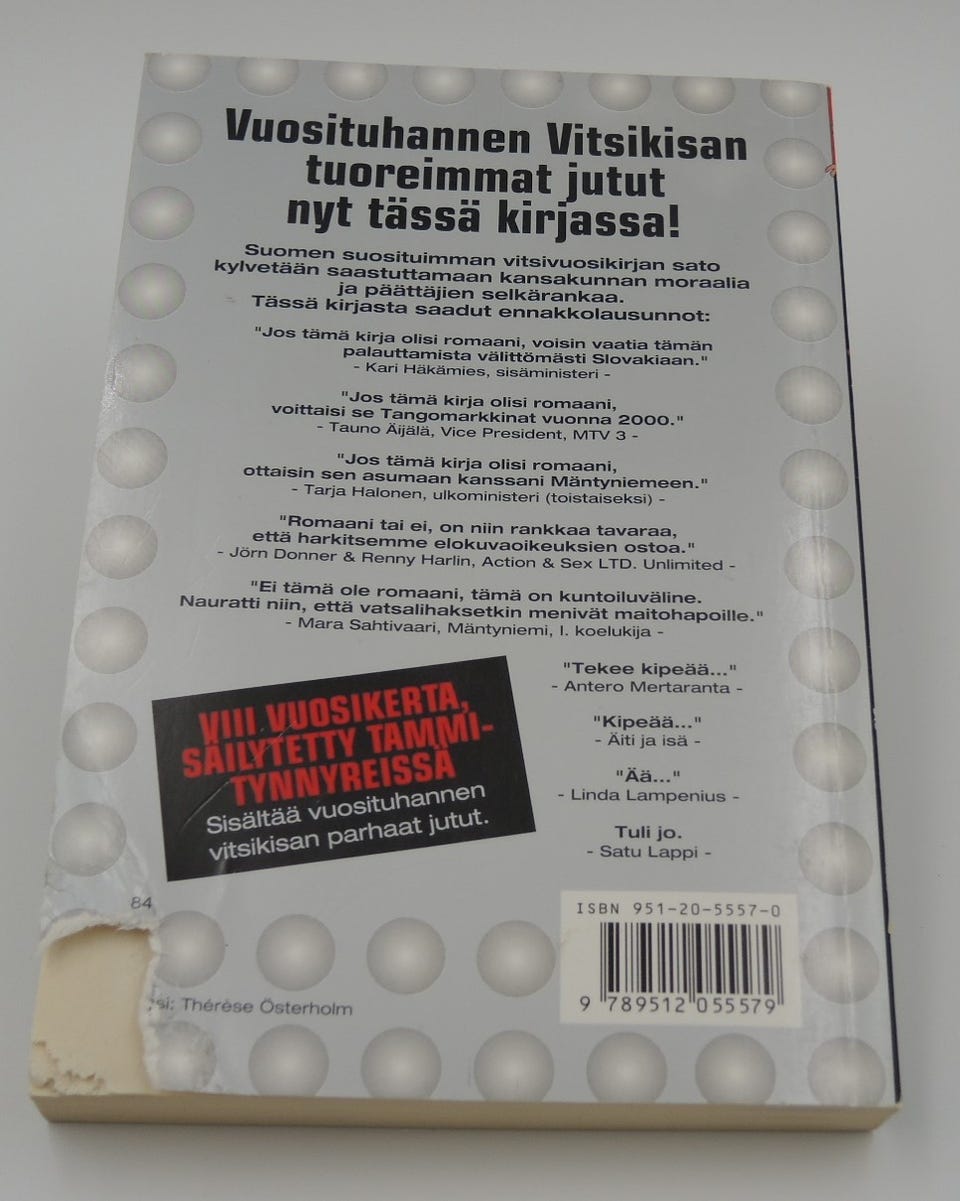 Vuosituhannen Vitsikisan
tuoreimmat jutut
nyt tässä kirjassa!
Suomen suosituimman vitsivuosikirjan sato
kylvetään saastuttamaan kansakunnan moraalia
ja päättäjien selkärankaa.
Tässä kirjasta saadut ennakkolausunnot:
"Jos tämä kirja olisi romaani, voisin vaatia tämän
palauttamista välittömästi Slovakiaan."
- Kari Häkämies, sisäministeri -
"Jos tämä kirja olisi romaani,
voittaisi se Tangomarkkinat vuonna 2000."
- Tauno Äijälä, Vice President, MTV 3 -
"Jos tämä kirja olisi romaani,
ottaisin sen asumaan kanssani Mäntyniemeen."
- Tarja Halonen, ulkoministeri (toistaiseksi) -
"Romaani tai ei, on niin rankkaa tavaraa,
että harkitsemme elokuvaoikeuksien ostoa."
- Jörn Donner & Renny Harlin, Action & Sex LTD. Unlimited -
"Ei tämä ole romaani, tämä on kuntoiluväline.
Nauratti niin, että vatsalihaksetkin menivät maitohapoille."
- Mara Sahtivaari, Mäntyniemi, I. koelukija -
"Tekee kipeää..."
- Antero Mertaranta -
"Kipeää..."
- Äiti ja isä -
"Ää..."
- Linda Lampenius -
Tuli jo.
- Satu Lappi -
VIII VUOSIKERTA,
SÄILYTETTY TAMMI-
TYNNYREISSÄ
Sisältää vuosituhannen
vitsikisan parhaat jutut.
84
si: Thérèse Österholm
ISBN 951-20-5557-0
9 789512 055579